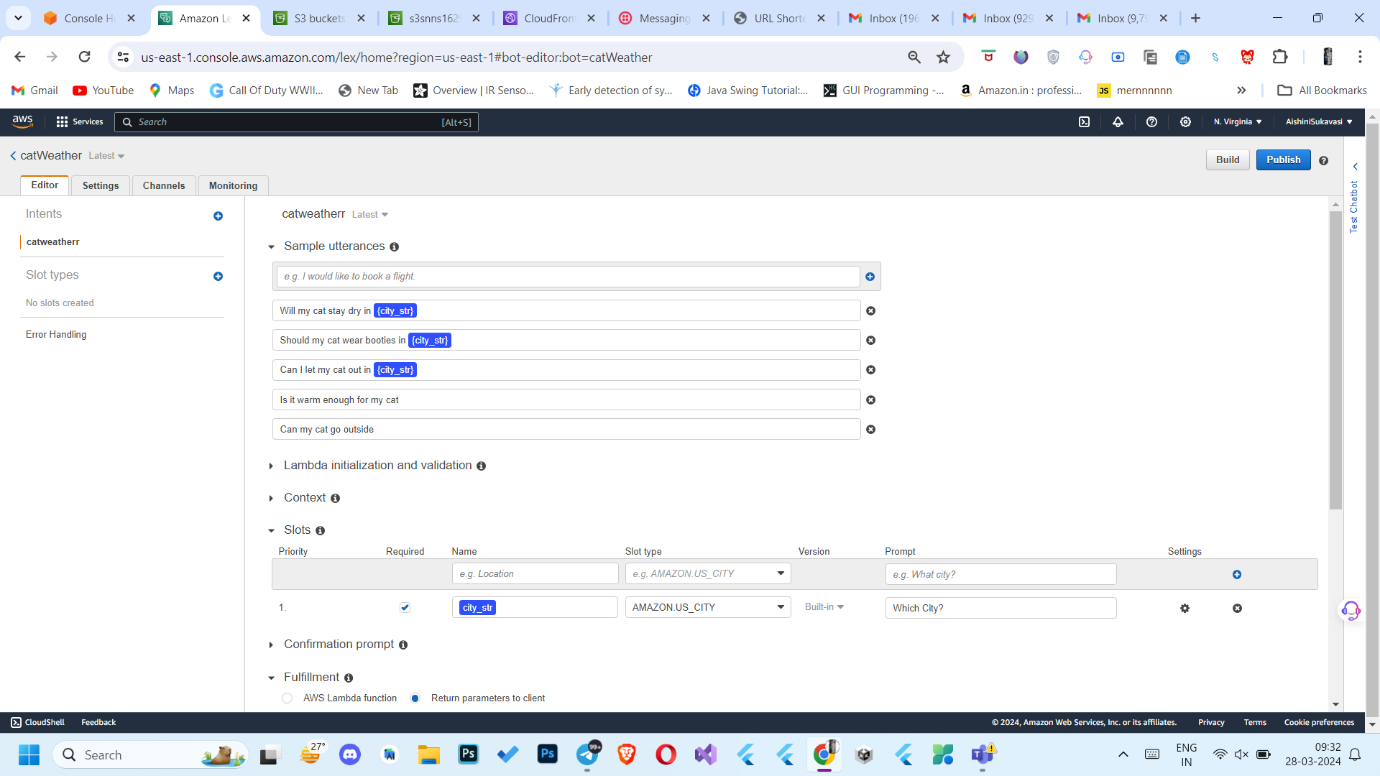 Console Ho
Amazon Le
S3 buckets
s3snns162
CloudFron
Messaging
URL Shorte
Inbox (196
Inbox (929
Inbox (9,79
us-east-1.console.aws.amazon.com/lex/home?region=us-east-1#bot-editor:bot=catWeather
Gmail
YouTube
Maps
Call Of Duty WWII...
New Tab
Overview | IR Senso...
Early detection of sy...
Java Swing Tutorial:...
GUI Programming -...
Amazon.in : professi...
JS mernnnnn
All Bookmarks
aws
Services
Search
[Alt+S]
N. Virginia
AishiniSukavasi
catWeather Latest
Build
Publish
Editor
Settings
Channels
Monitoring
Test Chatbot
Intents
catweatherr
Slot types
No slots created
Error Handling
catweatherr Latest
Sample utterances
e.g. I would like to book a flight.
Will my cat stay dry in {city_str}
Should my cat wear booties in {city_str}
Can I let my cat out in {city_str}
Is it warm enough for my cat
Can my cat go outside
Lambda initialization and validation
Context
Slots
Priority Required Name Slot type Version Prompt Settings
e.g. Location e.g. AMAZON.US_CITY e.g. What city?
1. city_str AMAZON.US_CITY Built-in Which City?
Confirmation prompt
Fulfillment
AWS Lambda function Return parameters to client
CloudShell
Feedback
© 2024, Amazon Web Services, Inc. or its affiliates.
Privacy
Terms
Cookie preferences
Search
27°
Ps
Ps
99+
ENG
IN
09:32
28-03-2024